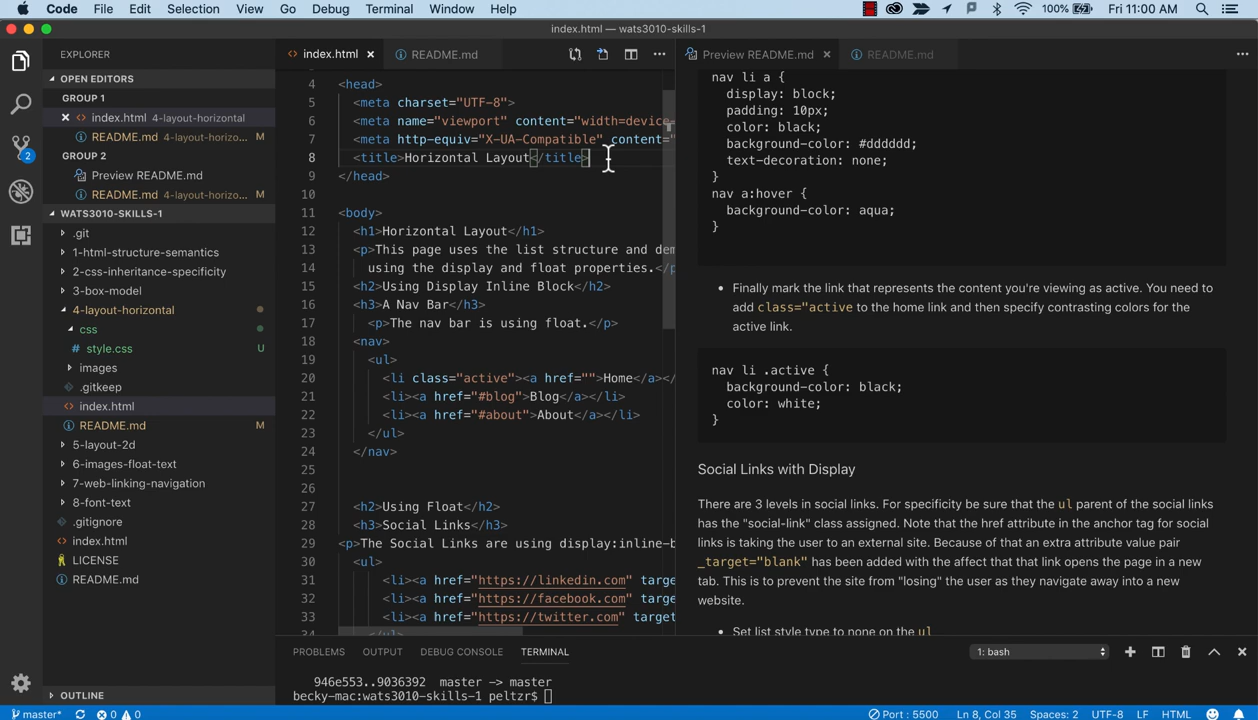 Code File Edit Selection View Go Debug Terminal Window Help 100% Fri 11:00 AM
index.html — wats3010-skills-1
EXPLORER
OPEN EDITORS
GROUP 1
index.html 4-layout-horizontal
README.md 4-layout-horizo... M
GROUP 2
Preview README.md
README.md 4-layout-horizo... M
WATS3010-SKILLS-1
.git
1-html-structure-semantics
2-css-inheritance-specificity
3-box-model
4-layout-horizontal
css
# style.css U
images
.gitkeep
index.html
README.md M
5-layout-2d
6-images-float-text
7-web-linking-navigation
8-font-text
.gitignore
index.html
LICENSE
README.md
OUTLINE
2
index.html README.md
4 <head>
5 <meta charset="UTF-8">
6 <meta name="viewport" content="width=device
7 <meta http-equiv="X-UA-Compatible" content="
8 <title>Horizontal Layout</title>
9 </head>
10
11 <body>
12 <h1>Horizontal Layout</h1>
13 <p>This page uses the list structure and dem
14 using the display and float properties.</p
15 <h2>Using Display Inline Block</h2>
16 <h3>A Nav Bar</h3>
17 <p>The nav bar is using float.</p>
18 <nav>
19 <ul>
20 <li class="active"><a href="">Home</a></
21 <li><a href="#blog">Blog</a></li>
22 <li><a href="#about">About</a></li>
23 </ul>
24 </nav>
25
26
27 <h2>Using Float</h2>
28 <h3>Social Links</h3>
29 <p>The Social Links are using display:inline-b
30 <ul>
31 <li><a href="https://linkedin.com" targe
32 <li><a href="https://facebook.com" targe
33 <li><a href="https://twitter.com" target
34 </ul>
Preview README.md README.md
nav li a {
display: block;
padding: 10px;
color: black;
background-color: #dddddd;
text-decoration: none;
}
nav a:hover {
background-color: aqua;
}
• Finally mark the link that represents the content you're viewing as active. You need to
add class="active to the home link and then specify contrasting colors for the
active link.
nav li .active {
background-color: black;
color: white;
}
Social Links with Display
There are 3 levels in social links. For specificity be sure that the ul parent of the social links
has the "social-link" class assigned. Note that the href attribute in the anchor tag for social
links is taking the user to an external site. Because of that an extra attribute value pair
_target="blank" has been added with the affect that that link opens the page in a new
tab. This is to prevent the site from "losing" the user as they navigate away into a new
website.
• Set list style type to none on the ul
PROBLEMS OUTPUT DEBUG CONSOLE TERMINAL 1: bash
946e553..9036392 master -> master
becky-mac:wats3010-skills-1 peltzr$
master* 0 0 Port : 5500 Ln 8, Col 35 Spaces: 2 UTF-8 LF HTML